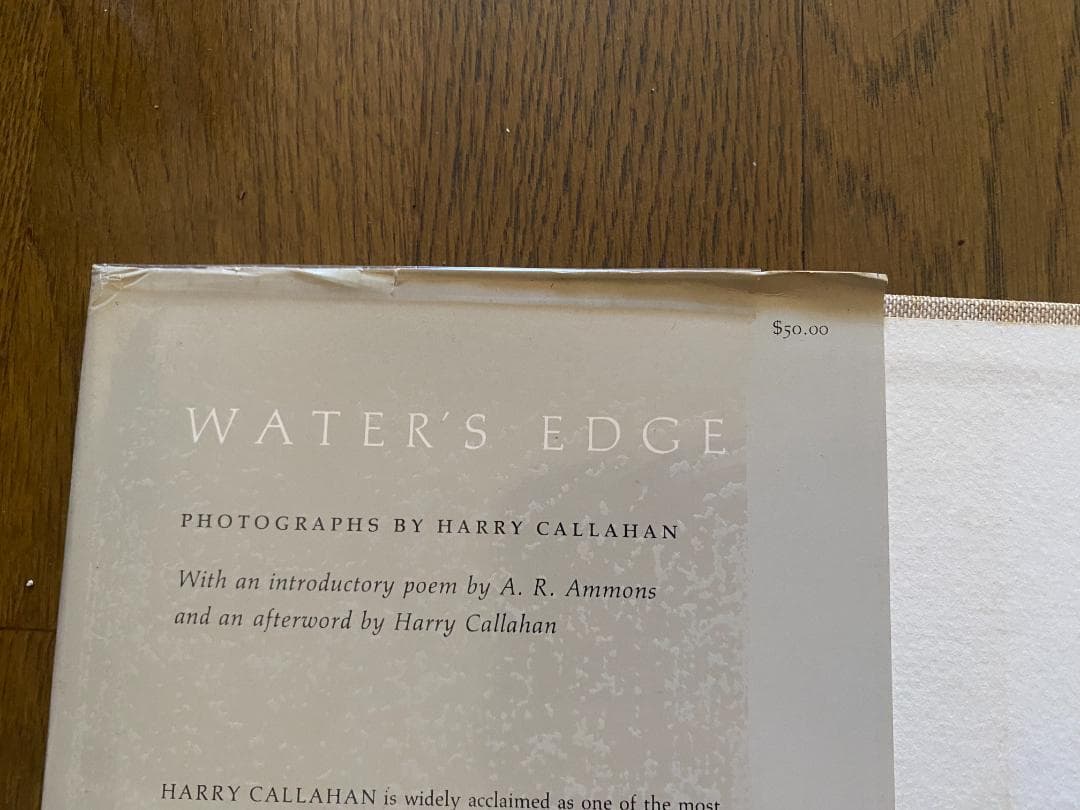 $50.00
WATER'S EDGE
PHOTOGRAPHS BY HARRY CALLAHAN
With an introductory poem by A. R. Ammons
and an afterword by Harry Callahan
HARRY CALLAHAN is widely acclaimed as one of the most